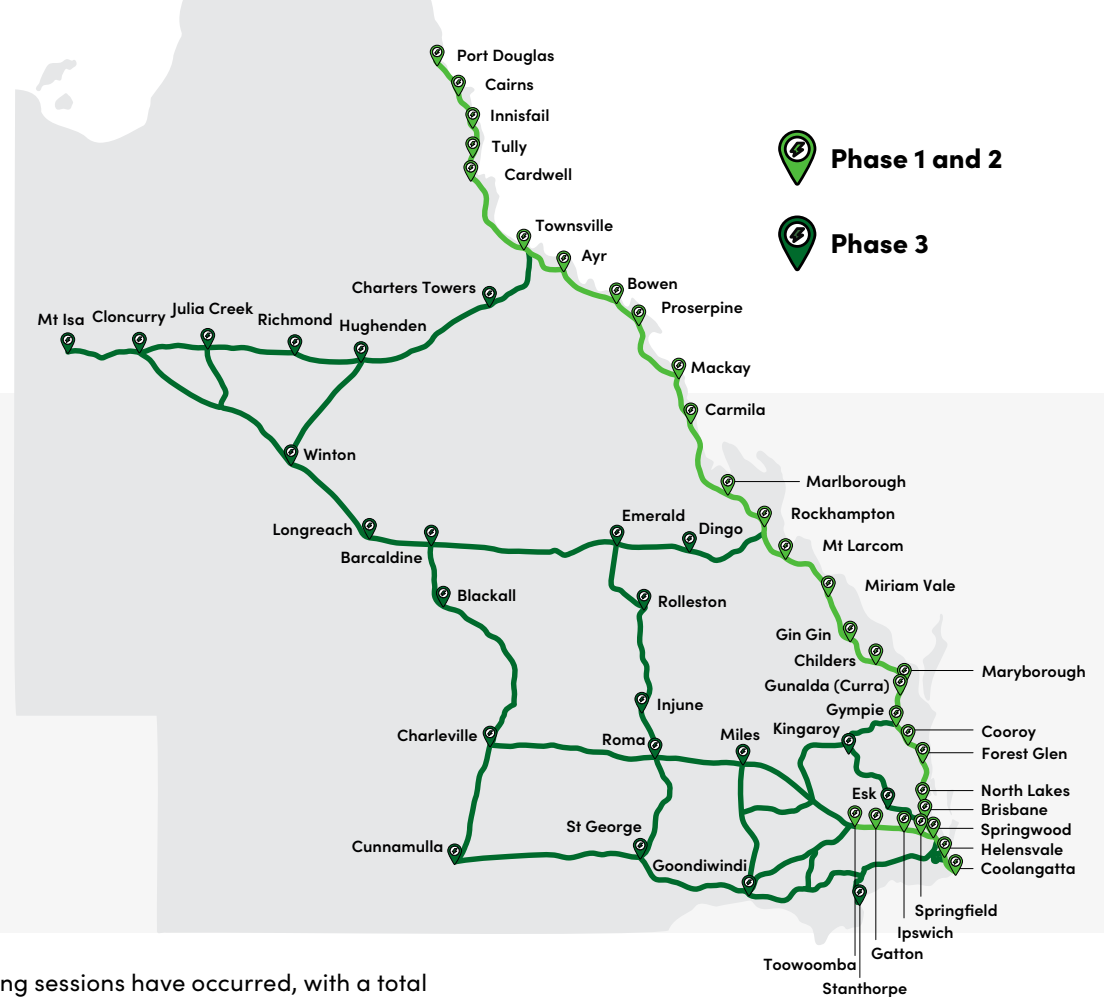 Port Douglas
Cairns
Innisfail
Tully
Cardwell
Phase 1 and 2
Phase 3
Townsville
Ayr
Bowen
Proserpine
Charters Towers
Mt Isa
Cloncurry
Julia Creek
Richmond
Hughenden
Mackay
Carmila
Winton
Marlborough
Rockhampton
Longreach
Barcaldine
Emerald
Dingo
Mt Larcom
Blackall
Rolleston
Miriam Vale
Gin Gin
Childers
Maryborough
Gunalda (Curra)
Gympie
Injune
Charleville
Roma
Miles
Kingaroy
Cooroy
Forest Glen
Esk
North Lakes
Brisbane
Springwood
Helensvale
Coolangatta
St George
Cunnamulla
Goondiwindi
Springfield
Ipswich
Gatton
Toowoomba
Stanthorpe
ng sessions have occurred, with a total